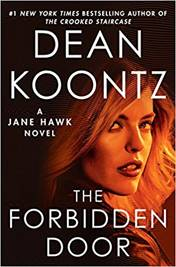 #1 NEW YORK TIMES BESTSELLING AUTHOR OF
THE CROOKED STAIRCASE
DEAN
KOONTZ
A
JANE HAWK
NOVEL
THE
FORBIDDEN
DOOR